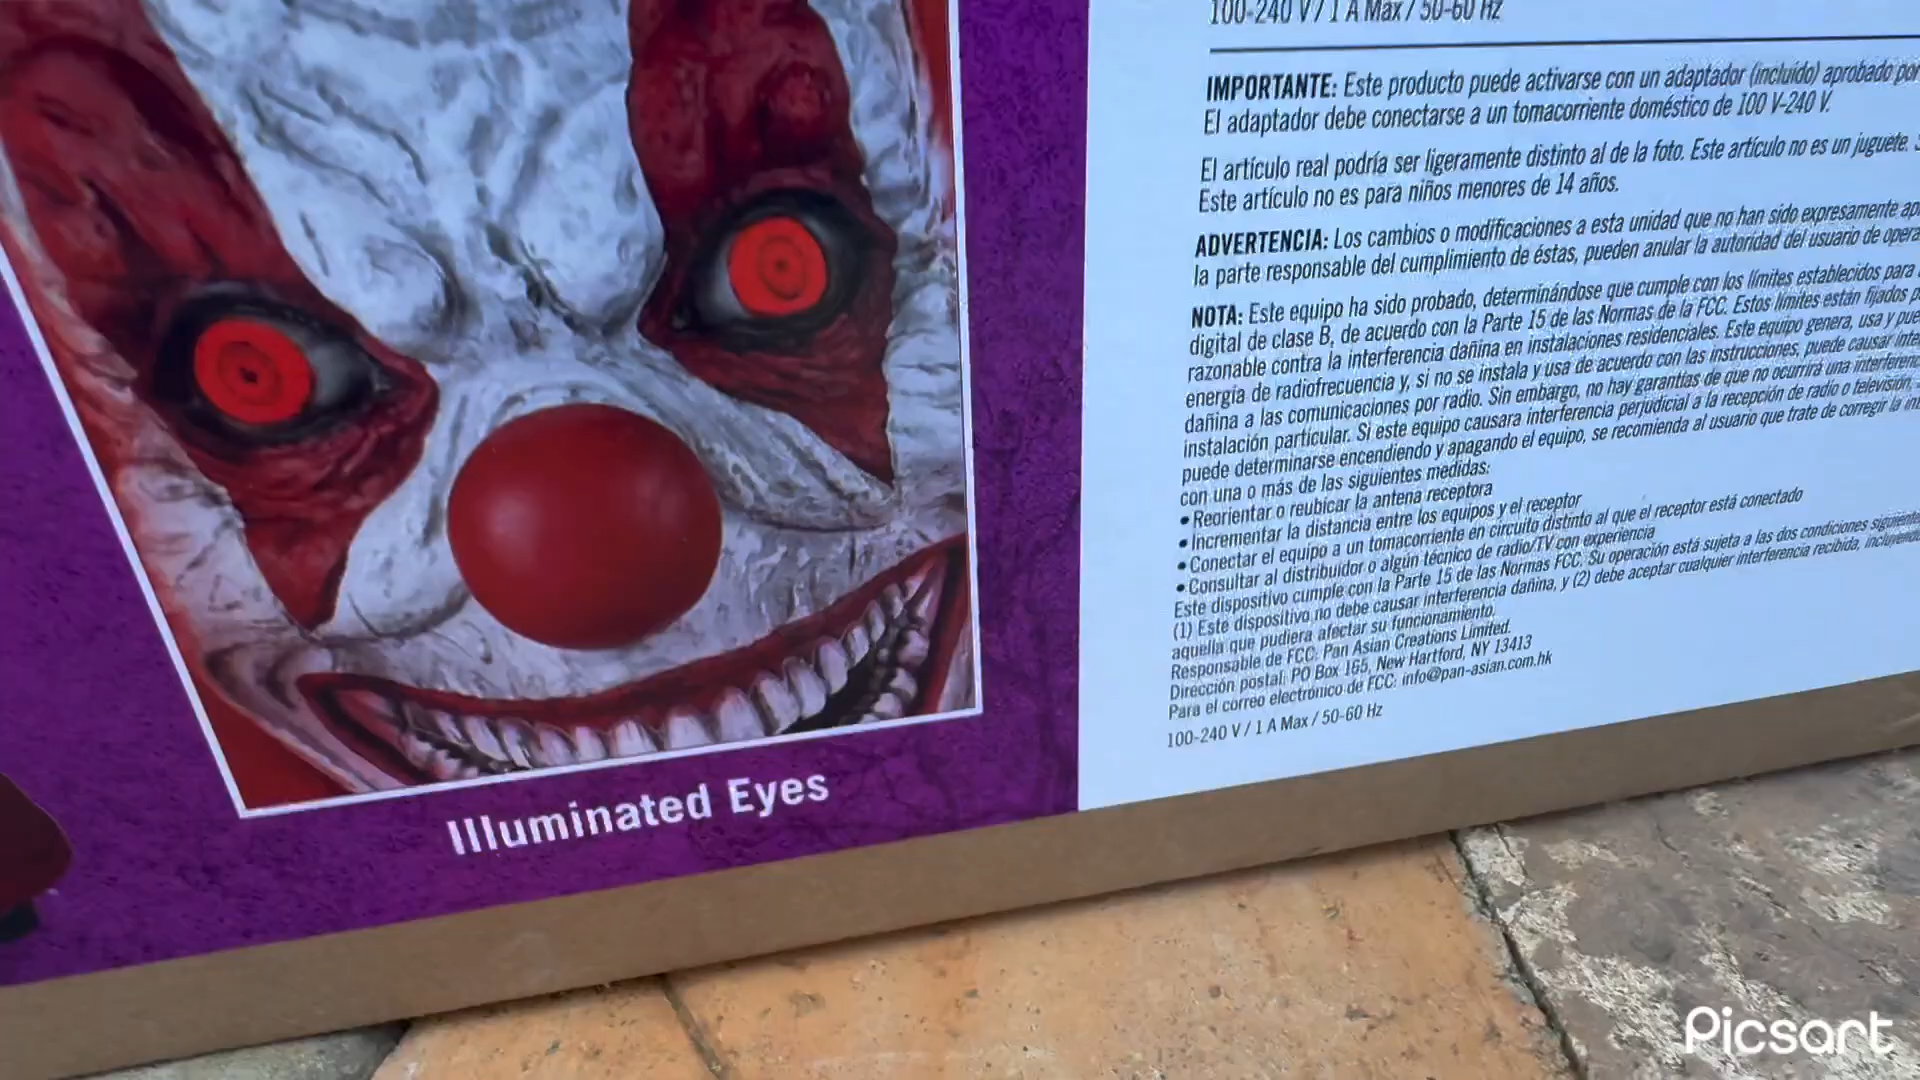 100-240 V / 1 A Max / 50-60 Hz
IMPORTANTE: Este producto puede activarse con un adaptador (incluido) aprobado por
El adaptador debe conectarse a un tomacorriente doméstico de 100 V-240 V.
El artículo real podría ser ligeramente distinto al de la foto. Este artículo no es un juguete.
Este artículo no es para niños menores de 14 años.
ADVERTENCIA: Los cambios o modificaciones a esta unidad que no han sido expresamente
la parte responsable del cumplimiento de éstas, pueden anular la autoridad del usuario de
NOTA: Este equipo ha sido probado, determinándose que cumple con los límites establecidos para
digital de clase B, de acuerdo con la Parte 15 de las Normas de la FCC. Estos límites están fijados
razonable contra la interferencia dañina en instalaciones residenciales. Este equipo genera, usa y
energía de radiofrecuencia y, si no se instala y usa de acuerdo con las instrucciones, puede causar
dañina a las comunicaciones por radio. Sin embargo, no hay garantías de que no ocurrirá una
instalación particular. Si este equipo causara interferencia perjudicial a la recepción de radio o televisión,
puede determinarse encendiendo y apagando el equipo, se recomienda al usuario que trate de corregir la
con una o más de las siguientes medidas:
• Reorientar o reubicar la antena receptora
• Incrementar la distancia entre los equipos y el receptor
• Conectar el equipo a un tomacorriente en circuito distinto al que el receptor está conectado
• Consultar al distribuidor o algún técnico de radio/TV con experiencia
Este dispositivo cumple con la Parte 15 de las Normas FCC. Su operación está sujeta a las dos condiciones
(1) Este dispositivo no debe causar interferencia dañina, y (2) debe aceptar cualquier interferencia recibida,
aquella que pudiera afectar su funcionamiento.
Responsable de FCC: Pan Asian Creations Limited.
Dirección postal: PO Box 165, New Hartford, NY 13413
Para el correo electrónico de FCC: info@pan-asian.com.hk
100-240 V / 1 A Max / 50-60 Hz
Illuminated Eyes
Picsart